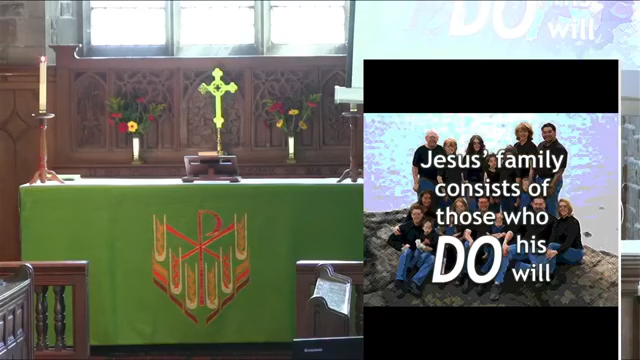 DO will
Jesus' family
consists of
those who
DO his
will